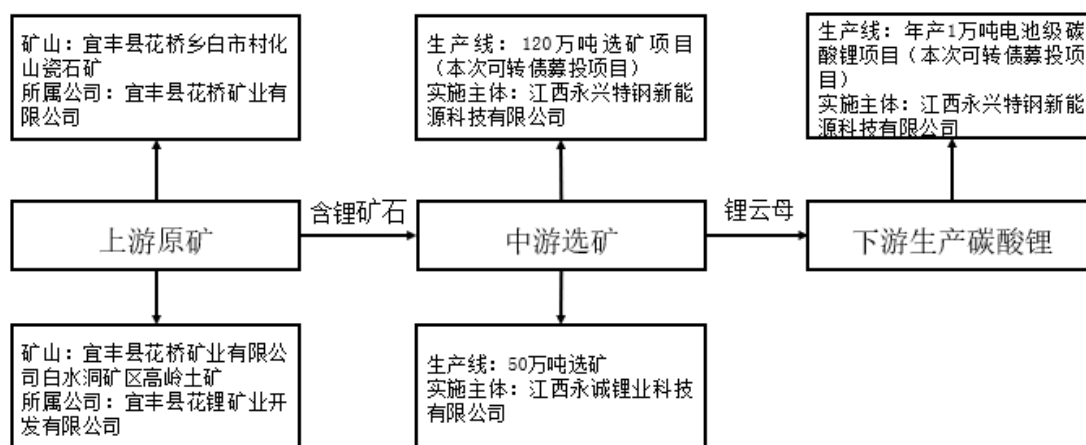 矿山：宜丰县花桥乡白市村化
山瓷石矿
所属公司：宜丰县花桥矿业有
限公司
生产线：120万吨选矿项目
（本次可转债募投项目）
实施主体：江西永兴特钢新能
源科技有限公司
生产线：年产1万吨电池级碳
酸锂项目（本次可转债募投项
目）
实施主体：江西永兴特钢新能
源科技有限公司
上游原矿
含锂矿石
中游选矿
锂云母
下游生产碳酸锂
矿山：宜丰县花桥矿业有限公
司白水洞矿区高岭土矿
所属公司：宜丰县花锂矿业开
发有限公司
生产线：50万吨选矿
实施主体：江西永诚锂业科技
有限公司